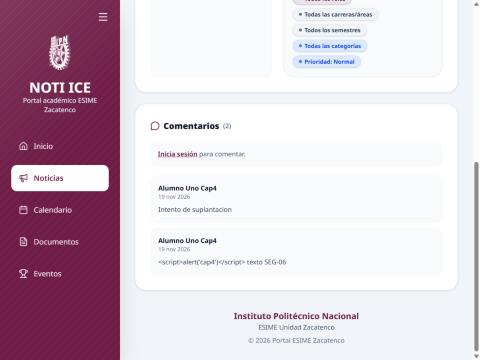 NOTI ICE
Portal académico ESIME
Zacatenco
Inicio
Noticias
Calendario
Documentos
Eventos
Todas las carreras/áreas
Todos los semestres
Todas las categorías
Prioridad: Normal
Comentarios (2)
Inicia sesión para comentar.
Alumno Uno Cap4
19 nov 2026
Intento de suplantacion
Alumno Uno Cap4
19 nov 2026
<script>alert('cap4')</script> texto SEG-06
Instituto Politécnico Nacional
ESIME Unidad Zacatenco
© 2026 Portal ESIME Zacatenco